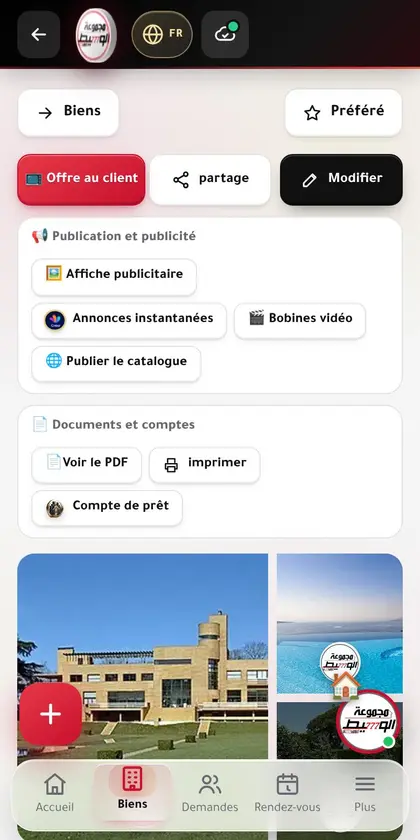 FR
Biens
Préféré
Offre au client
partage
Modifier
Publication et publicité
Affiche publicitaire
Annonces instantanées
Bobines vidéo
Publier le catalogue
Documents et comptes
Voir le PDF
imprimer
Compte de prêt
مجموعة
الوسيط
Accueil
Biens
Demandes
Rendez-vous
Plus